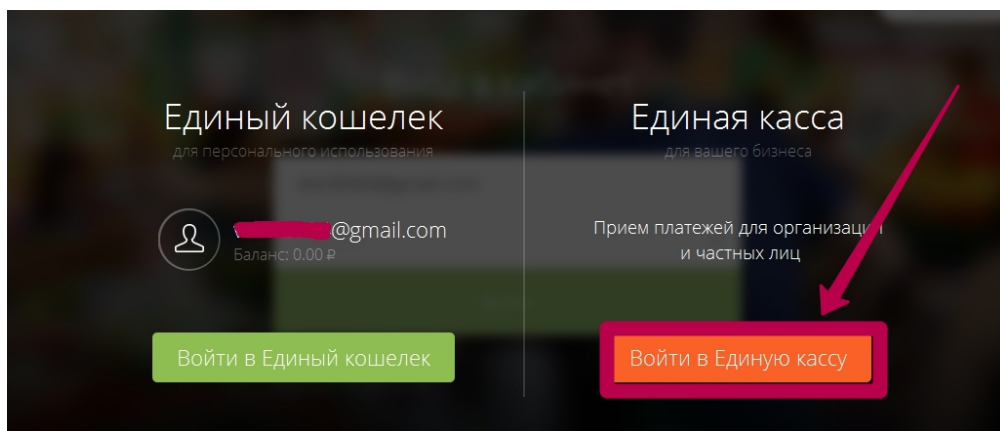 Единый кошелек
для персонального использования
@gmail.com
Баланс: 0.00 ₽
Войти в Единый кошелек
Единая касса
для вашего бизнеса
Прием платежей для организаций
и частных лиц
Войти в Единую кассу